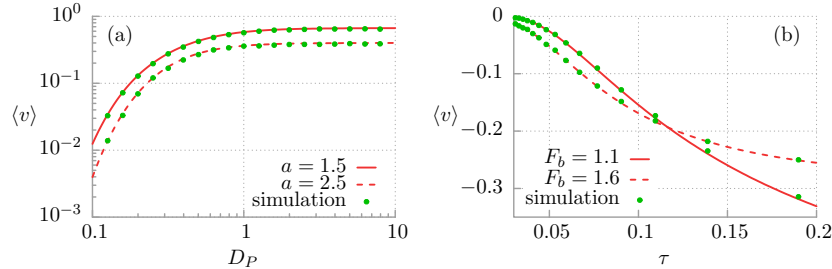 (a)
⟨v⟩
10^0
10^{-1}
10^{-2}
10^{-3}
a = 1.5
a = 2.5
simulation
0.1 1 10
D_P
(b)
⟨v⟩
0
−0.1
−0.2
−0.3
F_b = 1.1
F_b = 1.6
simulation
0.05 0.1 0.15 0.2
τ